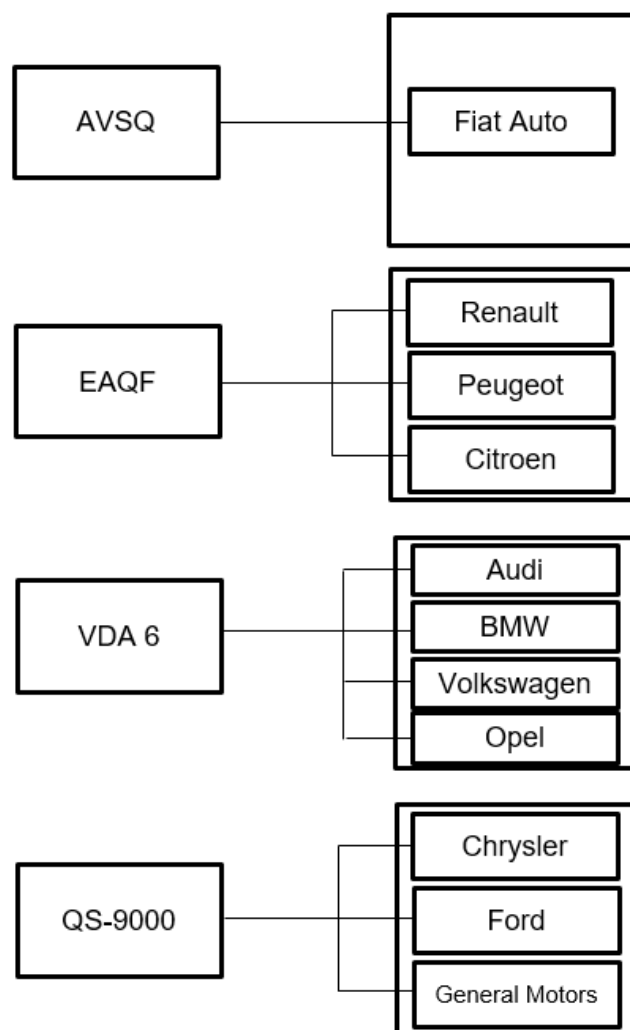 AVSQ
Fiat Auto
EAQF
Renault
Peugeot
Citroen
VDA 6
Audi
BMW
Volkswagen
Opel
QS-9000
Chrysler
Ford
General Motors